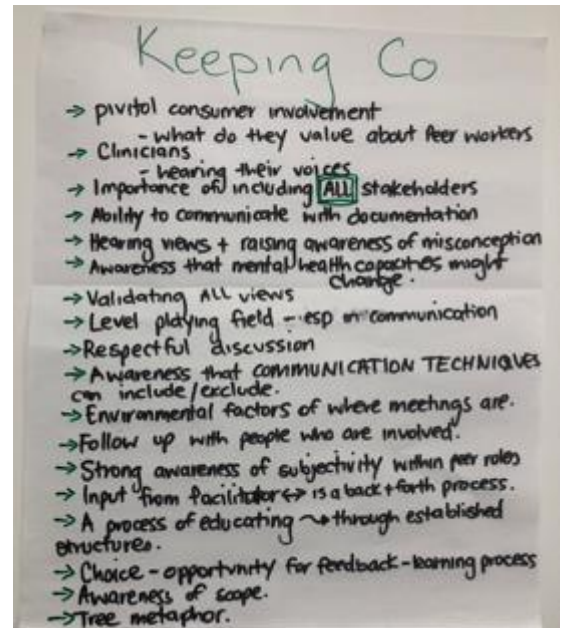 Keeping Co
→ pivitol consumer involvement
- what do they value about Peer workers
→ Clinicians
- hearing their voices
→ Importance of including ALL stakeholders
→ Ability to communicate with documentation
→ Hearing views + raising awareness of misconception
→ Awareness that mental health capacities might
change.
→ Validating ALL views
→ Level playing field - esp in communication
→ Respectful discussion
→ Awareness that COMMUNICATION TECHNIQUES
can include/exclude.
→ Environmental factors of where meetings are.
→ Follow up with people who are involved.
→ Strong awareness of subjectivity within peer roles
→ Input from facilitator ↔ is a back + forth process.
→ A process of educating ⇝ through established
structures.
→ Choice - opportunity for feedback - learning process
→ Awareness of scope.
→ Tree metaphor.